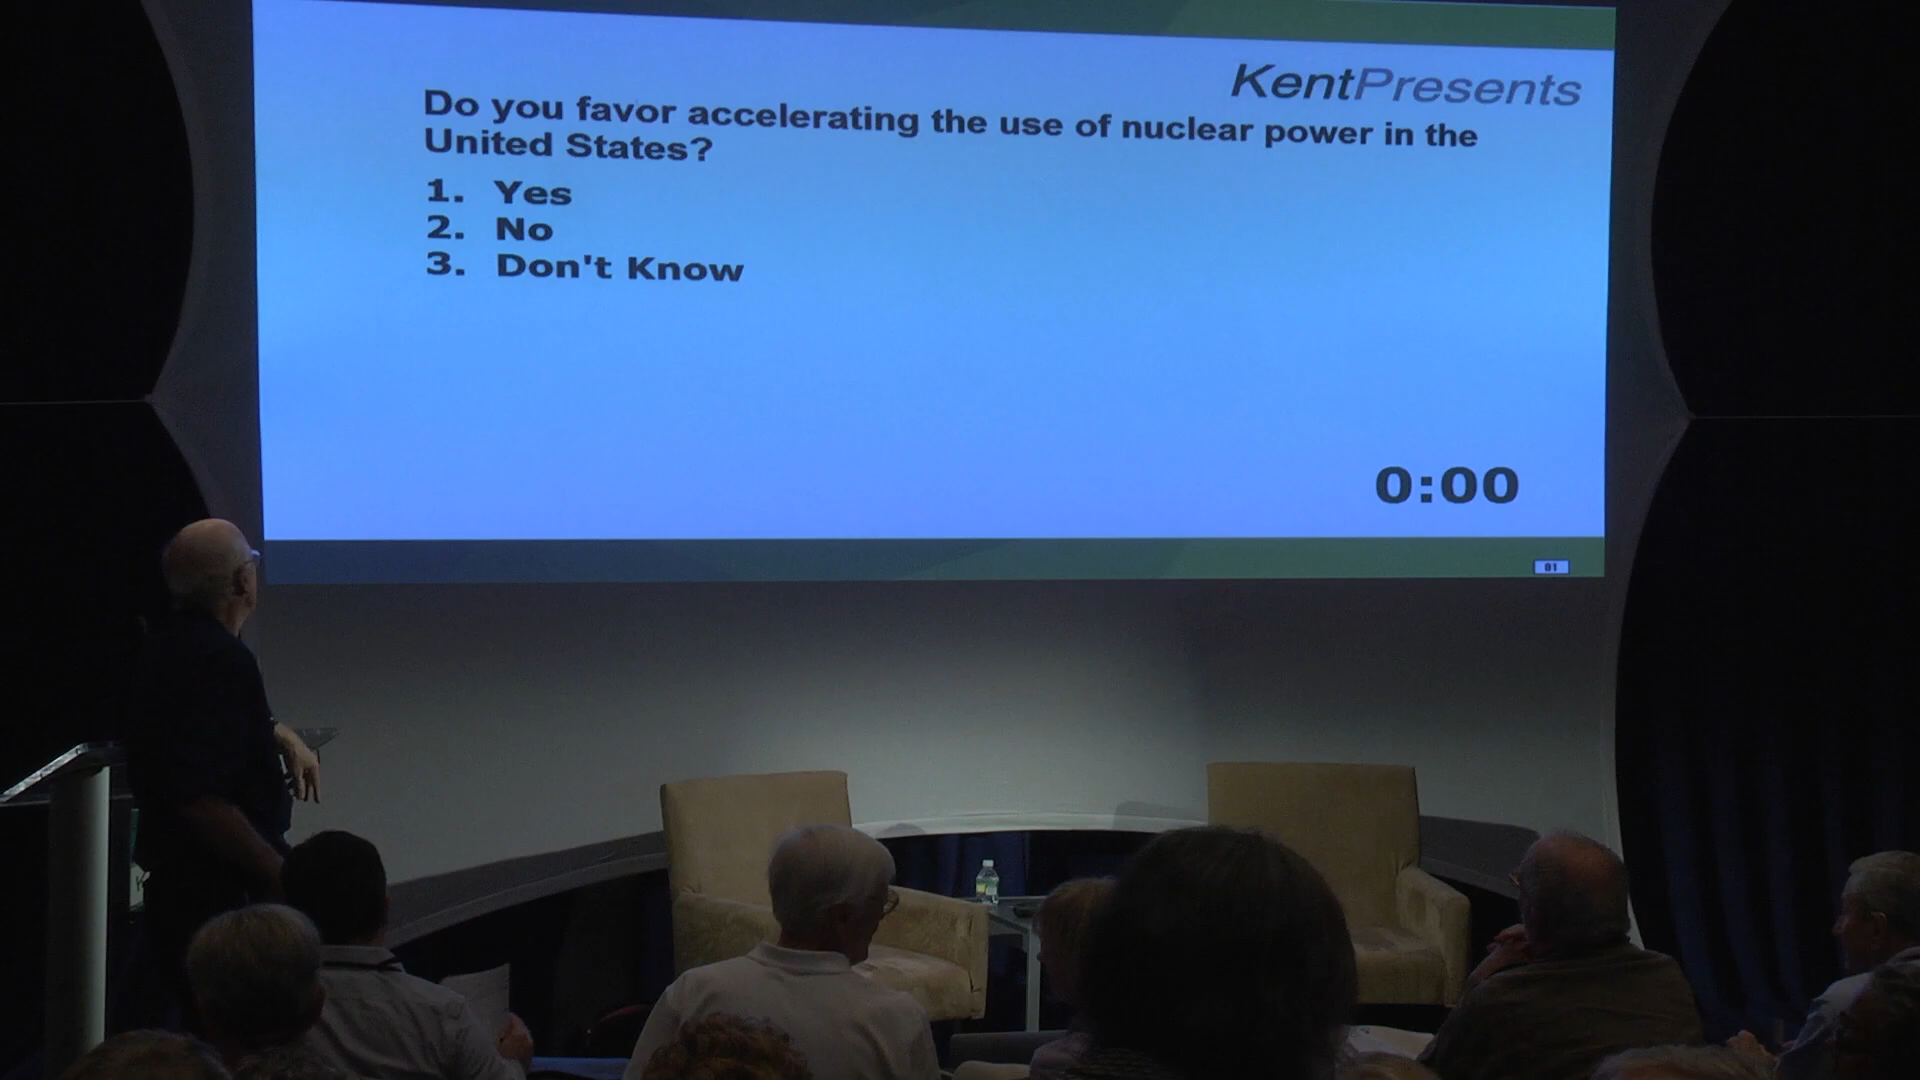 KentPresents
Do you favor accelerating the use of nuclear power in the
United States?
1. Yes
2. No
3. Don't Know
0:00
01